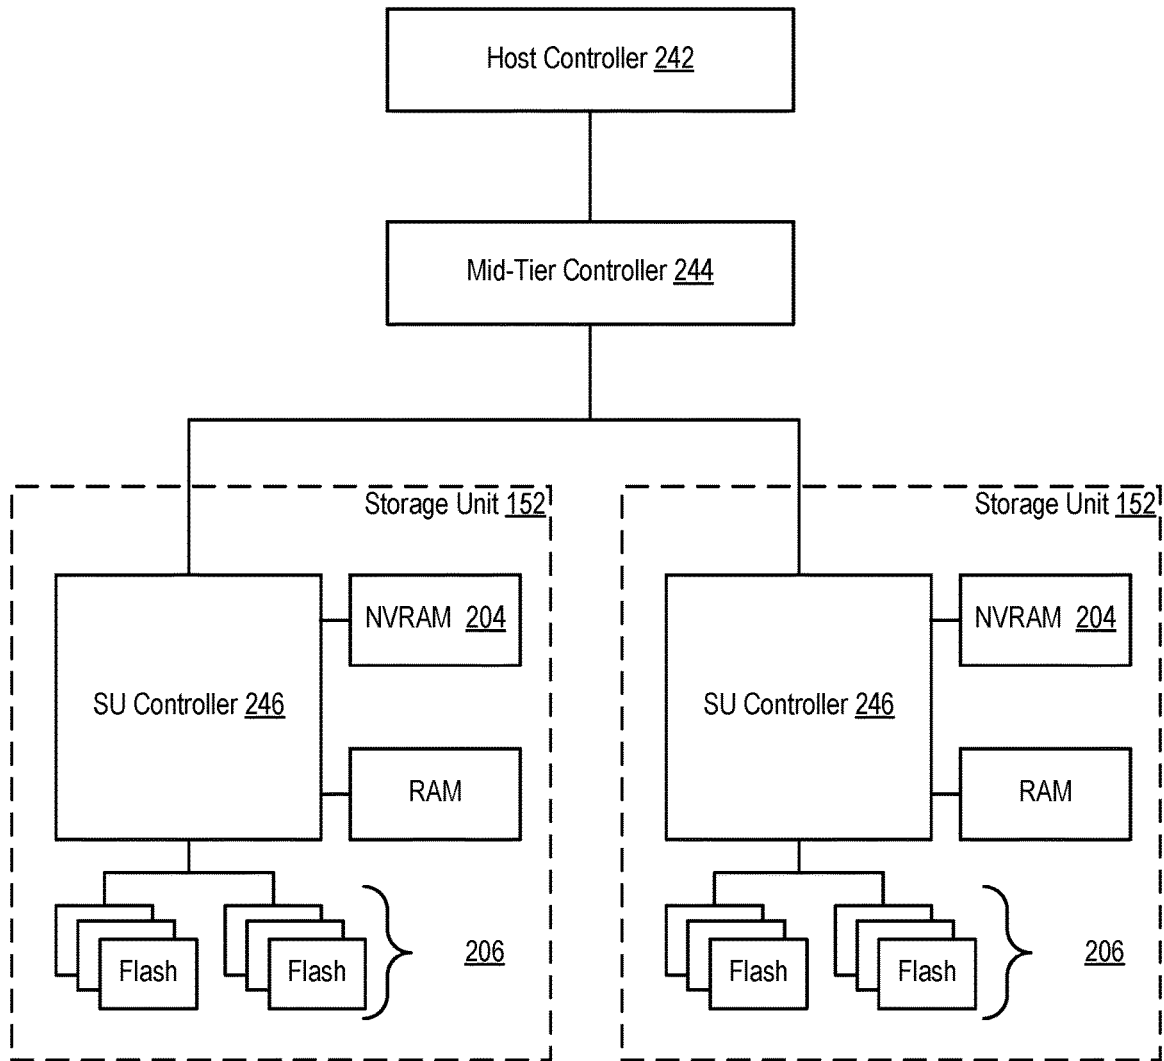 Host Controller 242
Mid-Tier Controller 244
Storage Unit 152
NVRAM 204
SU Controller 246
RAM
Flash
Flash
206
Storage Unit 152
NVRAM 204
SU Controller 246
RAM
Flash
Flash
206